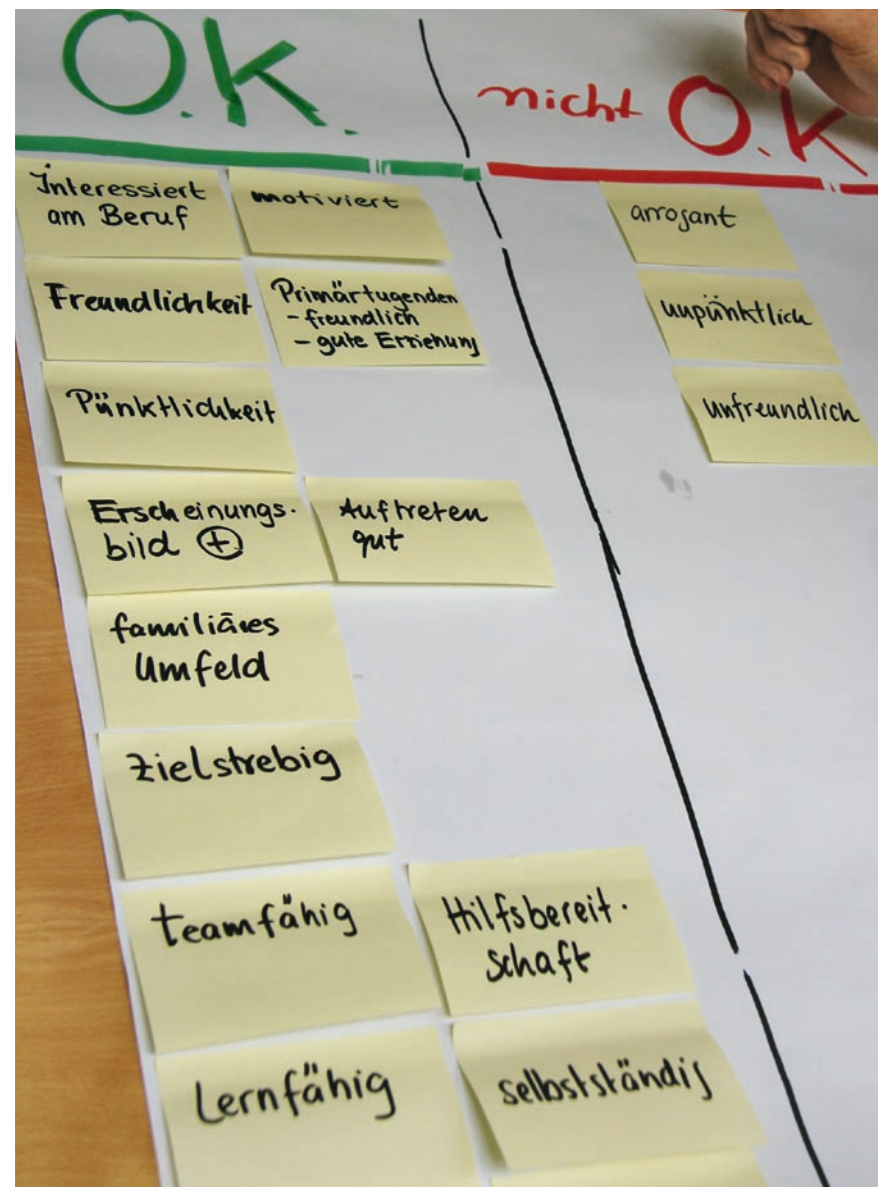 O.K.
nicht O.K
Interessiert
am Beruf
motiviert
Freundlichkeit
Primärtugenden
- freundlich
- gute Erziehung
Pünktlichkeit
Erscheinungs-
bild +
Auftreten
gut
familiäres
Umfeld
zielstrebig
teamfähig
Hilfsbereit-
schaft
Lernfähig
selbstständig
arrogant
unpünktlich
unfreundlich